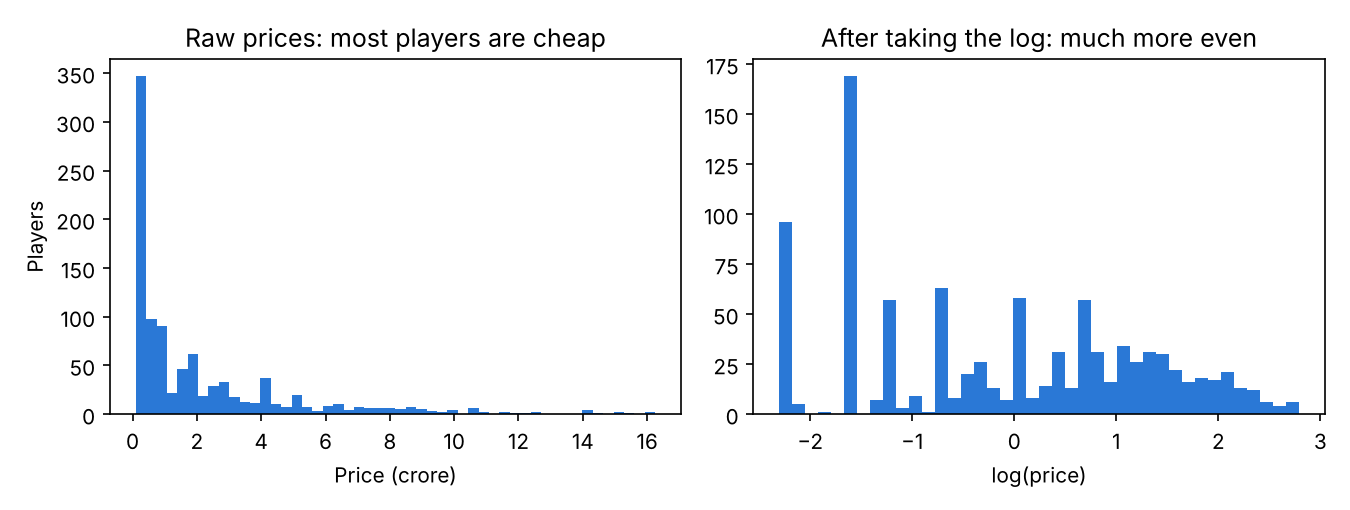 Raw prices: most players are cheap
350
300
250
200
150
100
50
0
Players
0 2 4 6 8 10 12 14 16
Price (crore)
After taking the log: much more even
175
150
125
100
75
50
25
0
−2 −1 0 1 2 3
log(price)